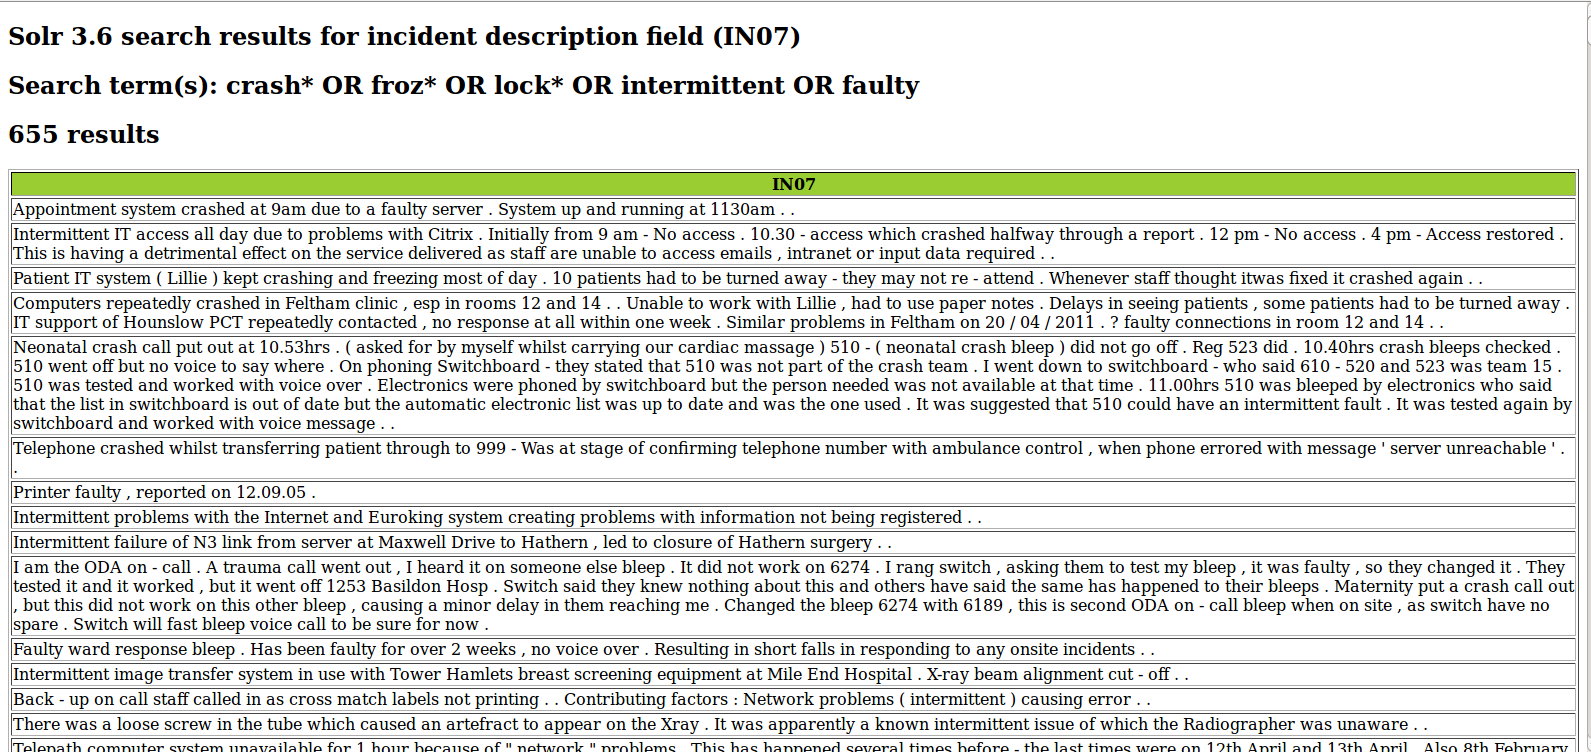 Solr 3.6 search results for incident description field (IN07)
Search term(s): crash* OR froz* OR lock* OR intermittent OR faulty
655 results
IN07
Appointment system crashed at 9am due to a faulty server . System up and running at 1130am . .
Intermittent IT access all day due to problems with Citrix . Initially from 9 am - No access . 10.30 - access which crashed halfway through a report . 12 pm - No access . 4 pm - Access restored .
This is having a detrimental effect on the service delivered as staff are unable to access emails , intranet or input data required . .
Patient IT system ( Lillie ) kept crashing and freezing most of day . 10 patients had to be turned away - they may not re - attend . Whenever staff thought itwas fixed it crashed again . .
Computers repeatedly crashed in Feltham clinic , esp in rooms 12 and 14 . . Unable to work with Lillie , had to use paper notes . Delays in seeing patients , some patients had to be turned away .
IT support of Hounslow PCT repeatedly contacted , no response at all within one week . Similar problems in Feltham on 20 / 04 / 2011 . ? faulty connections in room 12 and 14 . .
Neonatal crash call put out at 10.53hrs . ( asked for by myself whilst carrying our cardiac massage ) 510 - ( neonatal crash bleep ) did not go off . Reg 523 did . 10.40hrs crash bleeps checked .
510 went off but no voice to say where . On phoning Switchboard - they stated that 510 was not part of the crash team . I went down to switchboard - who said 610 - 520 and 523 was team 15 .
510 was tested and worked with voice over . Electronics were phoned by switchboard but the person needed was not available at that time . 11.00hrs 510 was bleeped by electronics who said
that the list in switchboard is out of date but the automatic electronic list was up to date and was the one used . It was suggested that 510 could have an intermittent fault . It was tested again by
switchboard and worked with voice message . .
Telephone crashed whilst transferring patient through to 999 - Was at stage of confirming telephone number with ambulance control , when phone errored with message ' server unreachable ' .
.
Printer faulty , reported on 12.09.05 .
Intermittent problems with the Internet and Euroking system creating problems with information not being registered . .
Intermittent failure of N3 link from server at Maxwell Drive to Hathern , led to closure of Hathern surgery . .
I am the ODA on - call . A trauma call went out , I heard it on someone else bleep . It did not work on 6274 . I rang switch , asking them to test my bleep , it was faulty , so they changed it . They
tested it and it worked , but it went off 1253 Basildon Hosp . Switch said they knew nothing about this and others have said the same has happened to their bleeps . Maternity put a crash call out
, but this did not work on this other bleep , causing a minor delay in them reaching me . Changed the bleep 6274 with 6189 , this is second ODA on - call bleep when on site , as switch have no
spare . Switch will fast bleep voice call to be sure for now .
Faulty ward response bleep . Has been faulty for over 2 weeks , no voice over . Resulting in short falls in responding to any onsite incidents . .
Intermittent image transfer system in use with Tower Hamlets breast screening equipment at Mile End Hospital . X-ray beam alignment cut - off . .
Back - up on call staff called in as cross match labels not printing . . Contributing factors : Network problems ( intermittent ) causing error . .
There was a loose screw in the tube which caused an artefract to appear on the Xray . It was apparently a known intermittent issue of which the Radiographer was unaware . .
Telepath computer system unavailable for 1 hour because of " network " problems . This has happened several times before - the last times were on 12th April and 13th April . Also 8th February